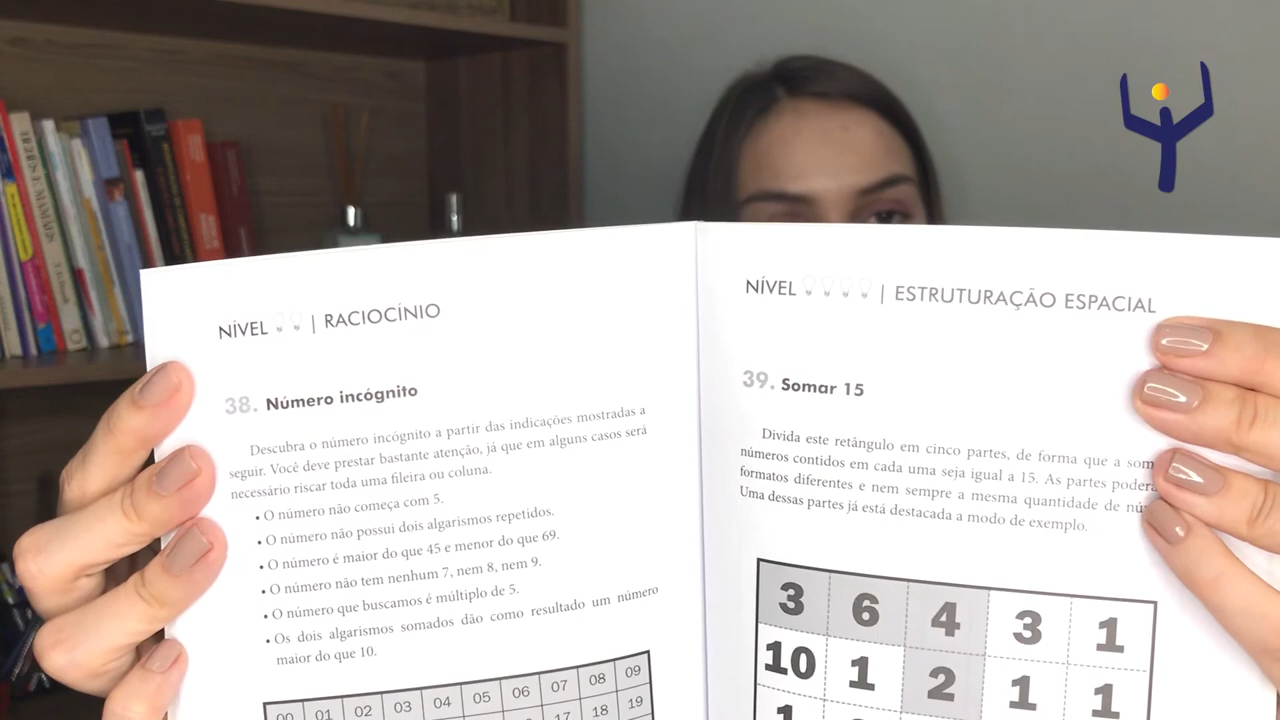 NÍVEL | RACIOCÍNIO
38. Número incógnito
Descubra o número incógnito a partir das indicações mostradas a
seguir. Você deve prestar bastante atenção, já que em alguns casos será
necessário riscar toda uma fileira ou coluna.
• O número não começa com 5.
• O número não possui dois algarismos repetidos.
• O número é maior do que 45 e menor do que 69.
• O número não tem nenhum 7, nem 8, nem 9.
• O número que buscamos é múltiplo de 5.
• Os dois algarismos somados dão como resultado um número
maior do que 10.
00 01 02 03 04 05 06 07 08 09
17 18 19
NÍVEL | ESTRUTURAÇÃO ESPACIAL
39. Somar 15
Divida este retângulo em cinco partes, de forma que a som
números contidos em cada uma seja igual a 15. As partes poderã
formatos diferentes e nem sempre a mesma quantidade de nú
Uma dessas partes já está destacada a modo de exemplo.
3 6 4 3 1
10 1 2 1 1